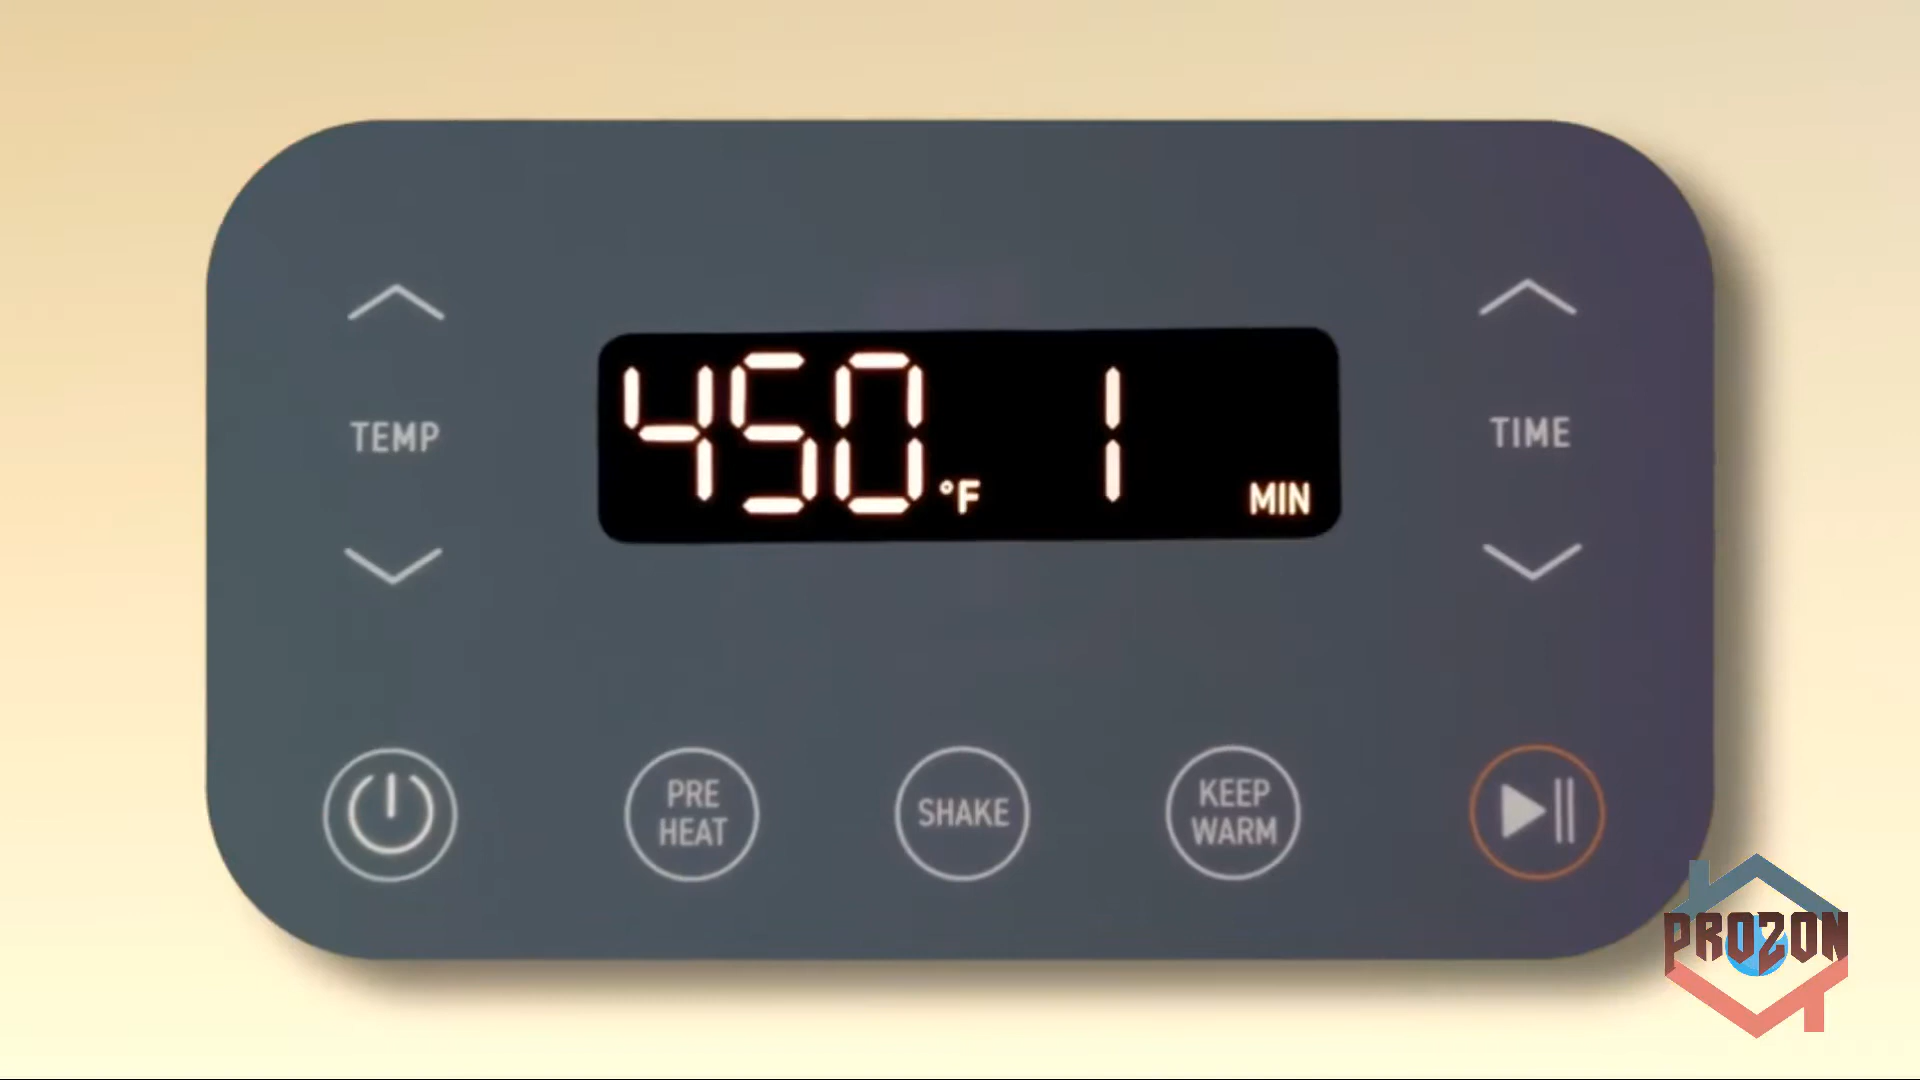 450 °F 1 MIN
TEMP
TIME
PRE
HEAT
SHAKE
KEEP
WARM
PROZON